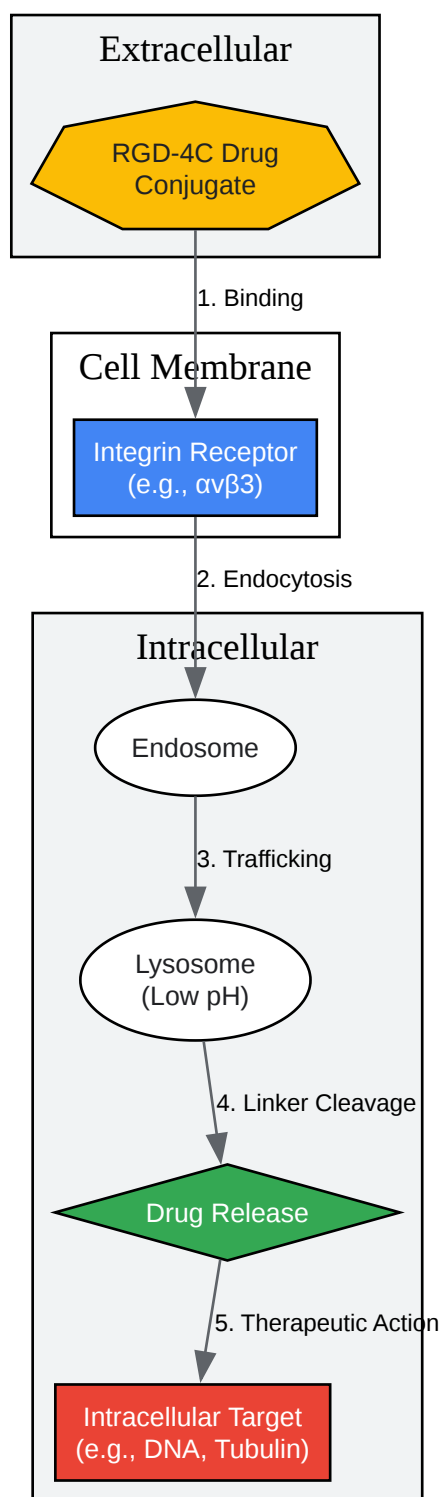 Extracellular
RGD-4C Drug
Conjugate
1. Binding
Cell Membrane
Integrin Receptor
(e.g., αvβ3)
2. Endocytosis
Intracellular
Endosome
3. Trafficking
Lysosome
(Low pH)
4. Linker Cleavage
Drug Release
5. Therapeutic Action
Intracellular Target
(e.g., DNA, Tubulin)